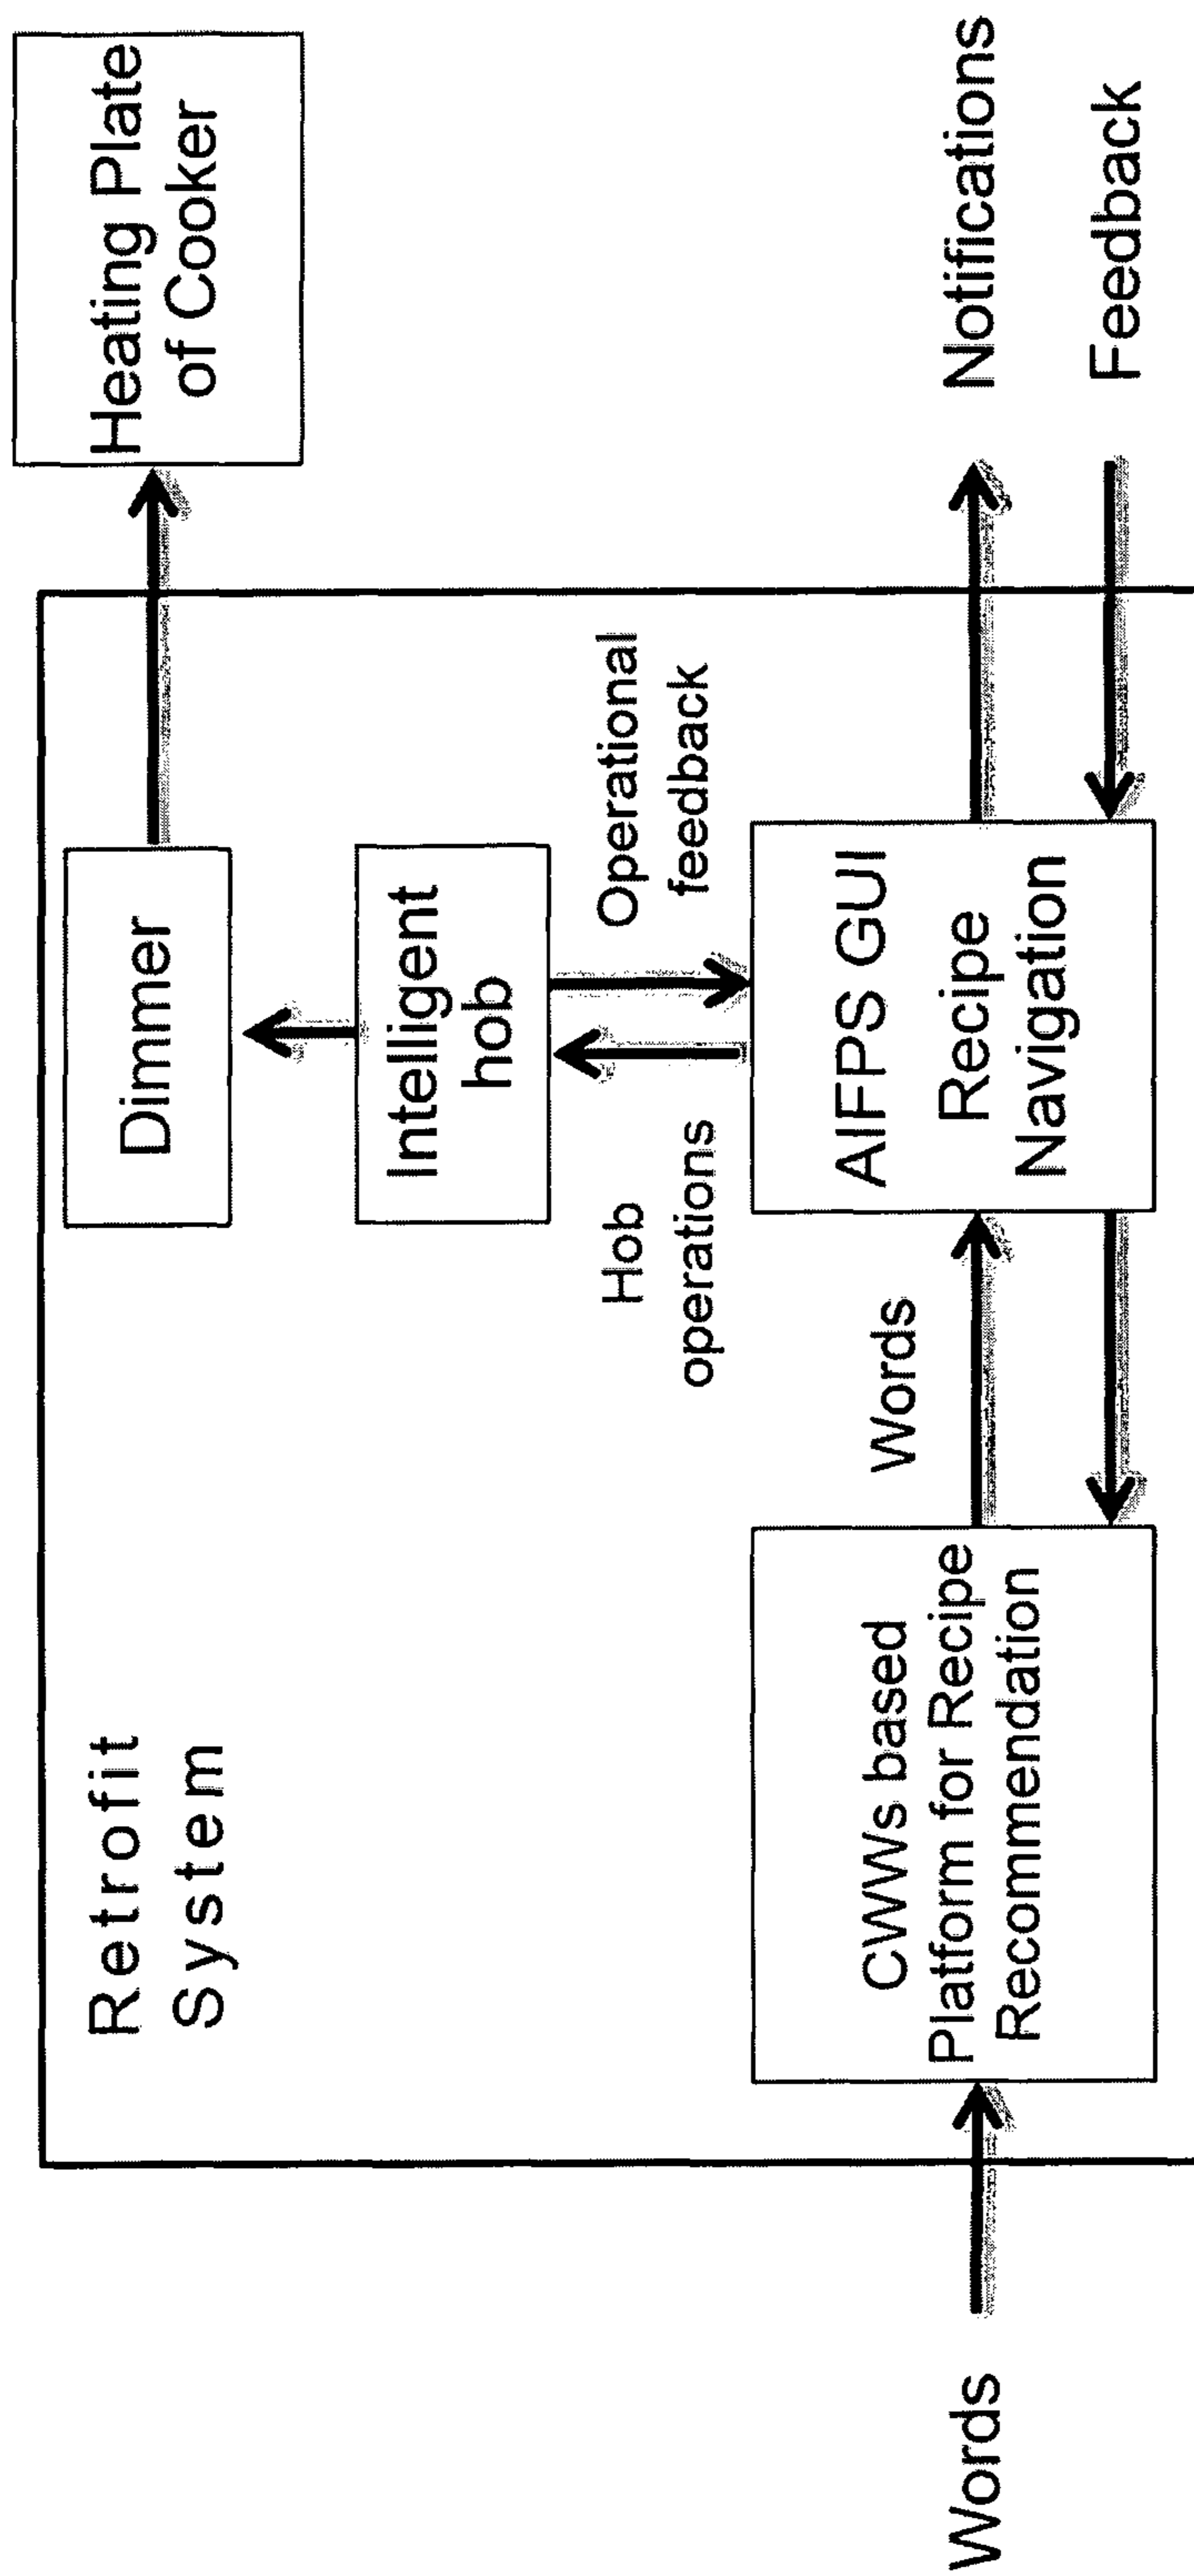 Retrofit
System
Dimmer
Heating Plate
of Cooker
Intelligent
hob
Hob
operations
Operational
feedback
Words
CWWs based
Platform for Recipe
Recommendation
Words
AIFPS GUI
Recipe
Navigation
Notifications
Feedback